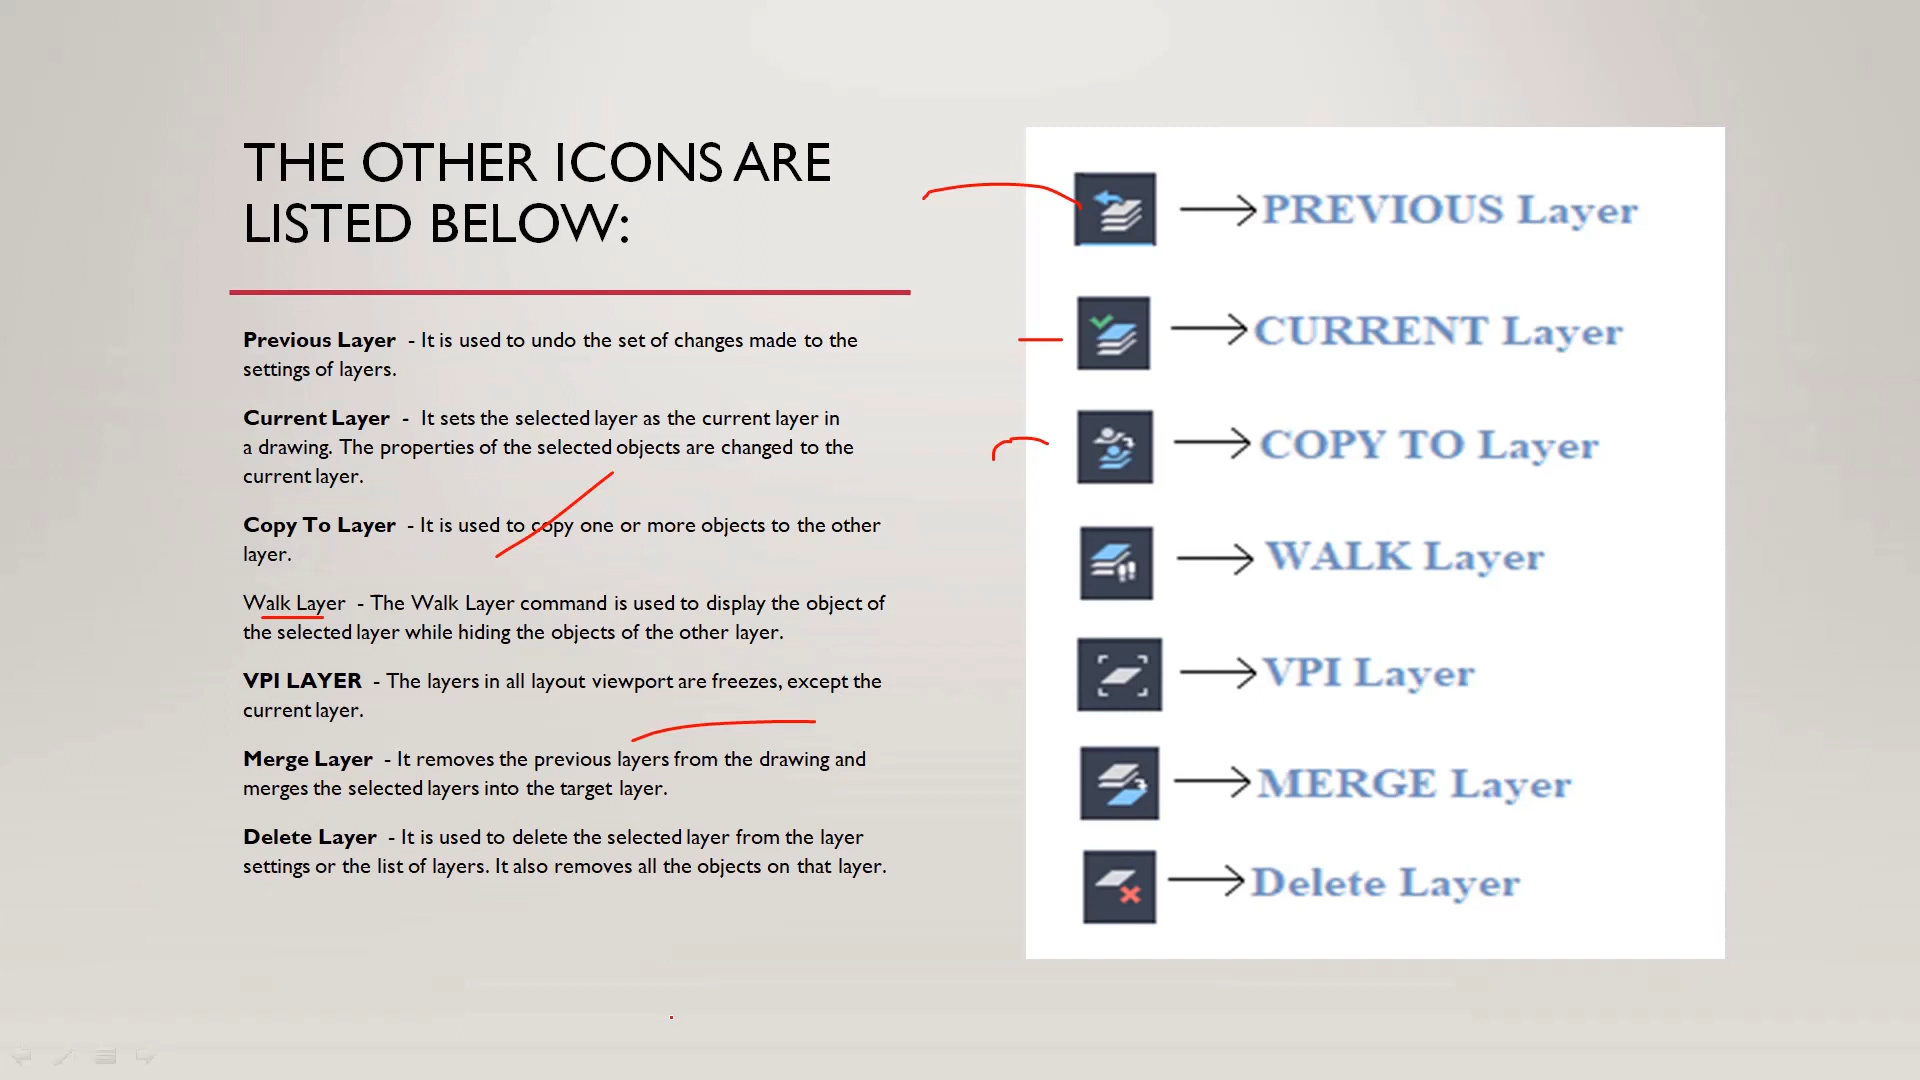 THE OTHER ICONS ARE
LISTED BELOW:
Previous Layer - It is used to undo the set of changes made to the
settings of layers.
Current Layer - It sets the selected layer as the current layer in
a drawing. The properties of the selected objects are changed to the
current layer.
Copy To Layer - It is used to copy one or more objects to the other
layer.
Walk Layer - The Walk Layer command is used to display the object of
the selected layer while hiding the objects of the other layer.
VPI LAYER - The layers in all layout viewport are freezes, except the
current layer.
Merge Layer - It removes the previous layers from the drawing and
merges the selected layers into the target layer.
Delete Layer - It is used to delete the selected layer from the layer
settings or the list of layers. It also removes all the objects on that layer.
PREVIOUS Layer
CURRENT Layer
COPY TO Layer
WALK Layer
VPI Layer
MERGE Layer
Delete Layer